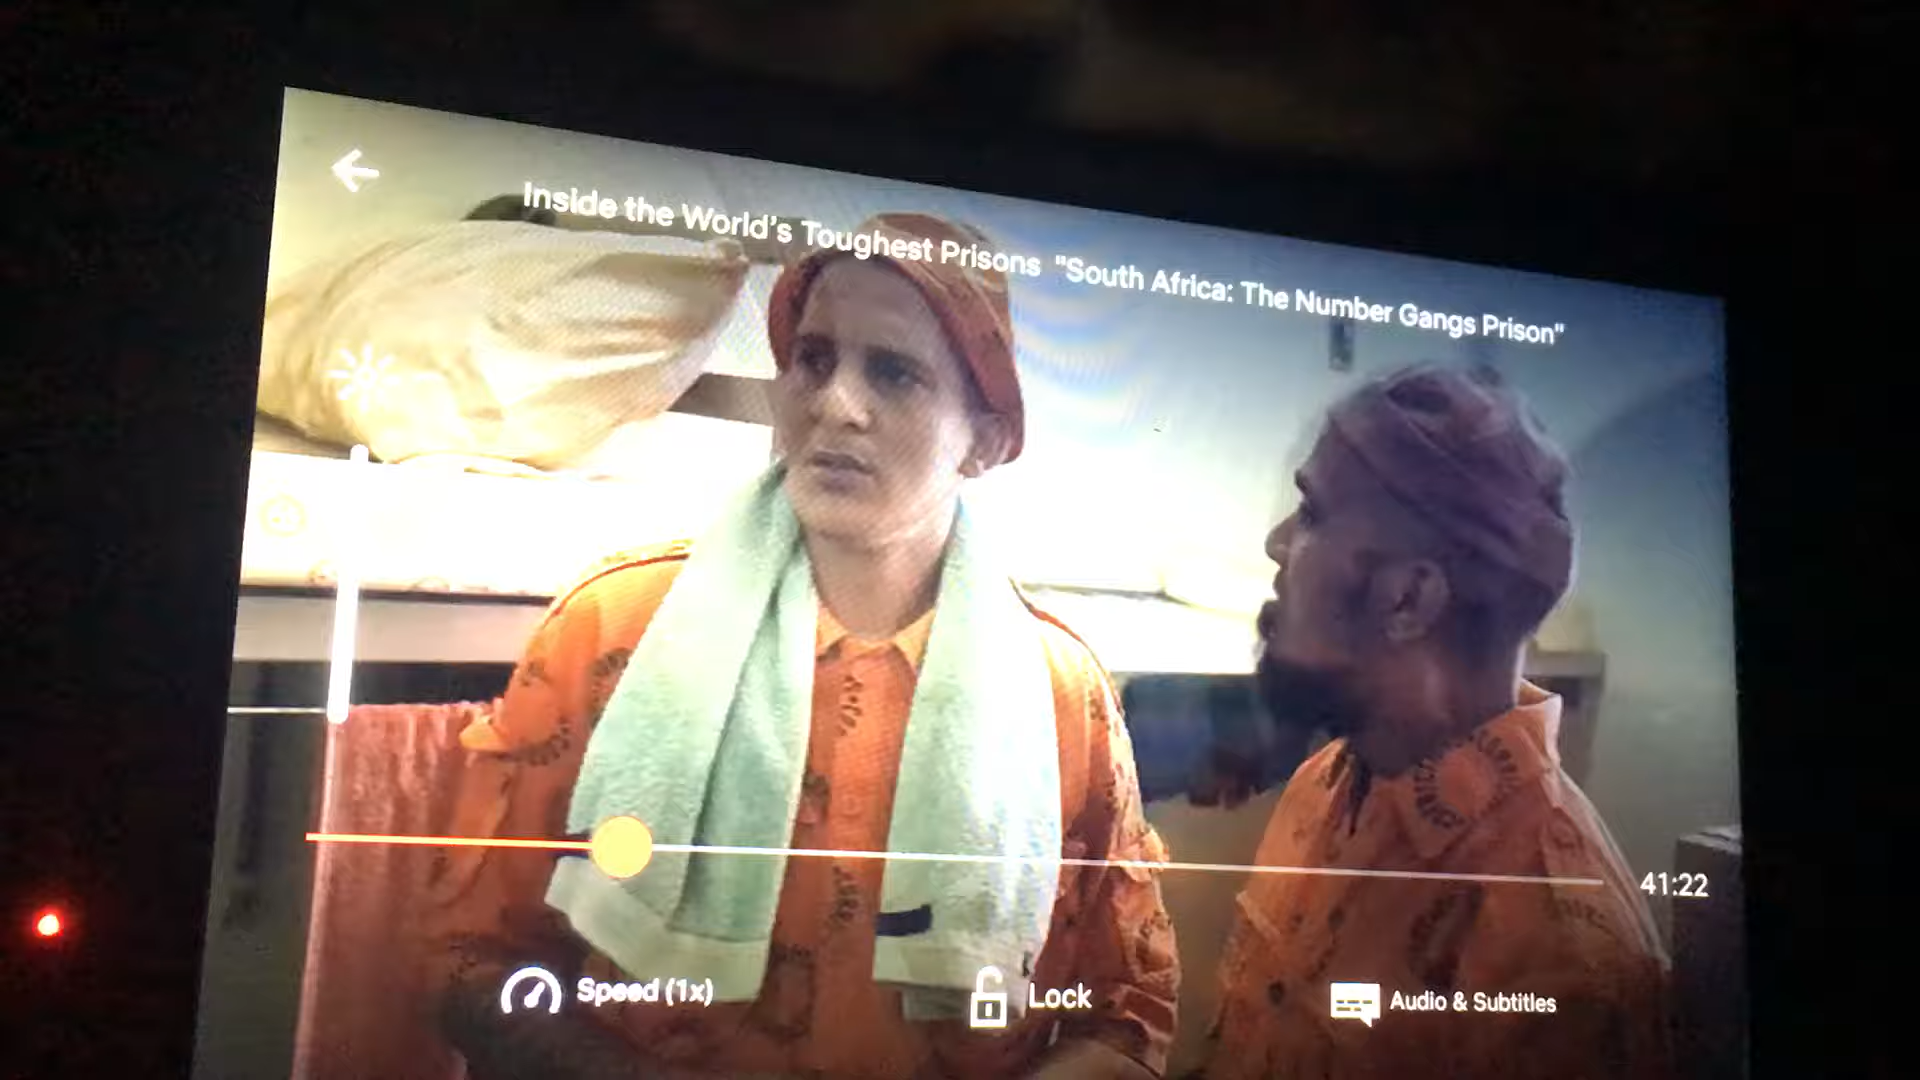 Inside the World's Toughest Prisons "South Africa: The Number Gangs Prison"
41:22
Speed (1x)
Lock
Audio & Subtitles